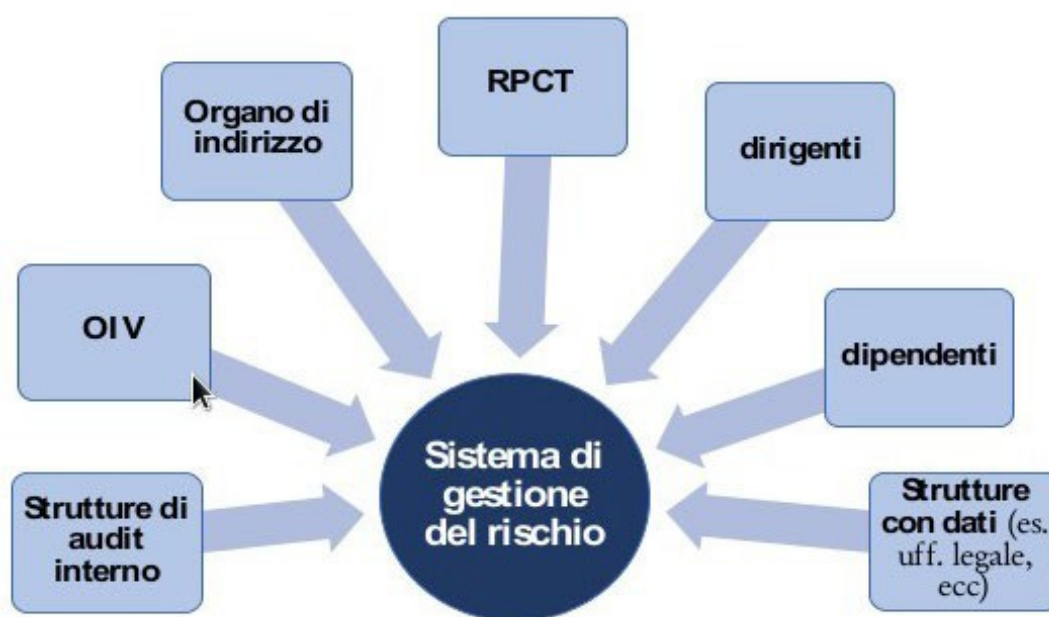 RPCT
Organo di
indirizzo
dirigenti
OIV
dipendenti
Sistema di
gestione
del rischio
Strutture di
audit
interno
Strutture
con dati (es.
uff. legale,
ecc)